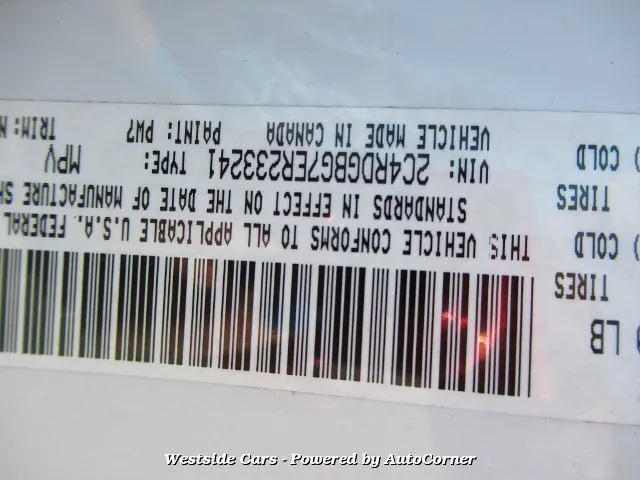 LB
TIRES
) COLD
TIRES
) COLD
THIS VEHICLE CONFORMS TO ALL APPLICABLE U.S.A. FEDERAL
STANDARDS IN EFFECT ON THE DATE OF MANUFACTURE SH
VIN: 2C4RDGBG7ER233241 TYPE: MPV
VEHICLE MADE IN CANADA PAINT: PW7 TRIM:
Westside Cars - Powered by AutoCorner